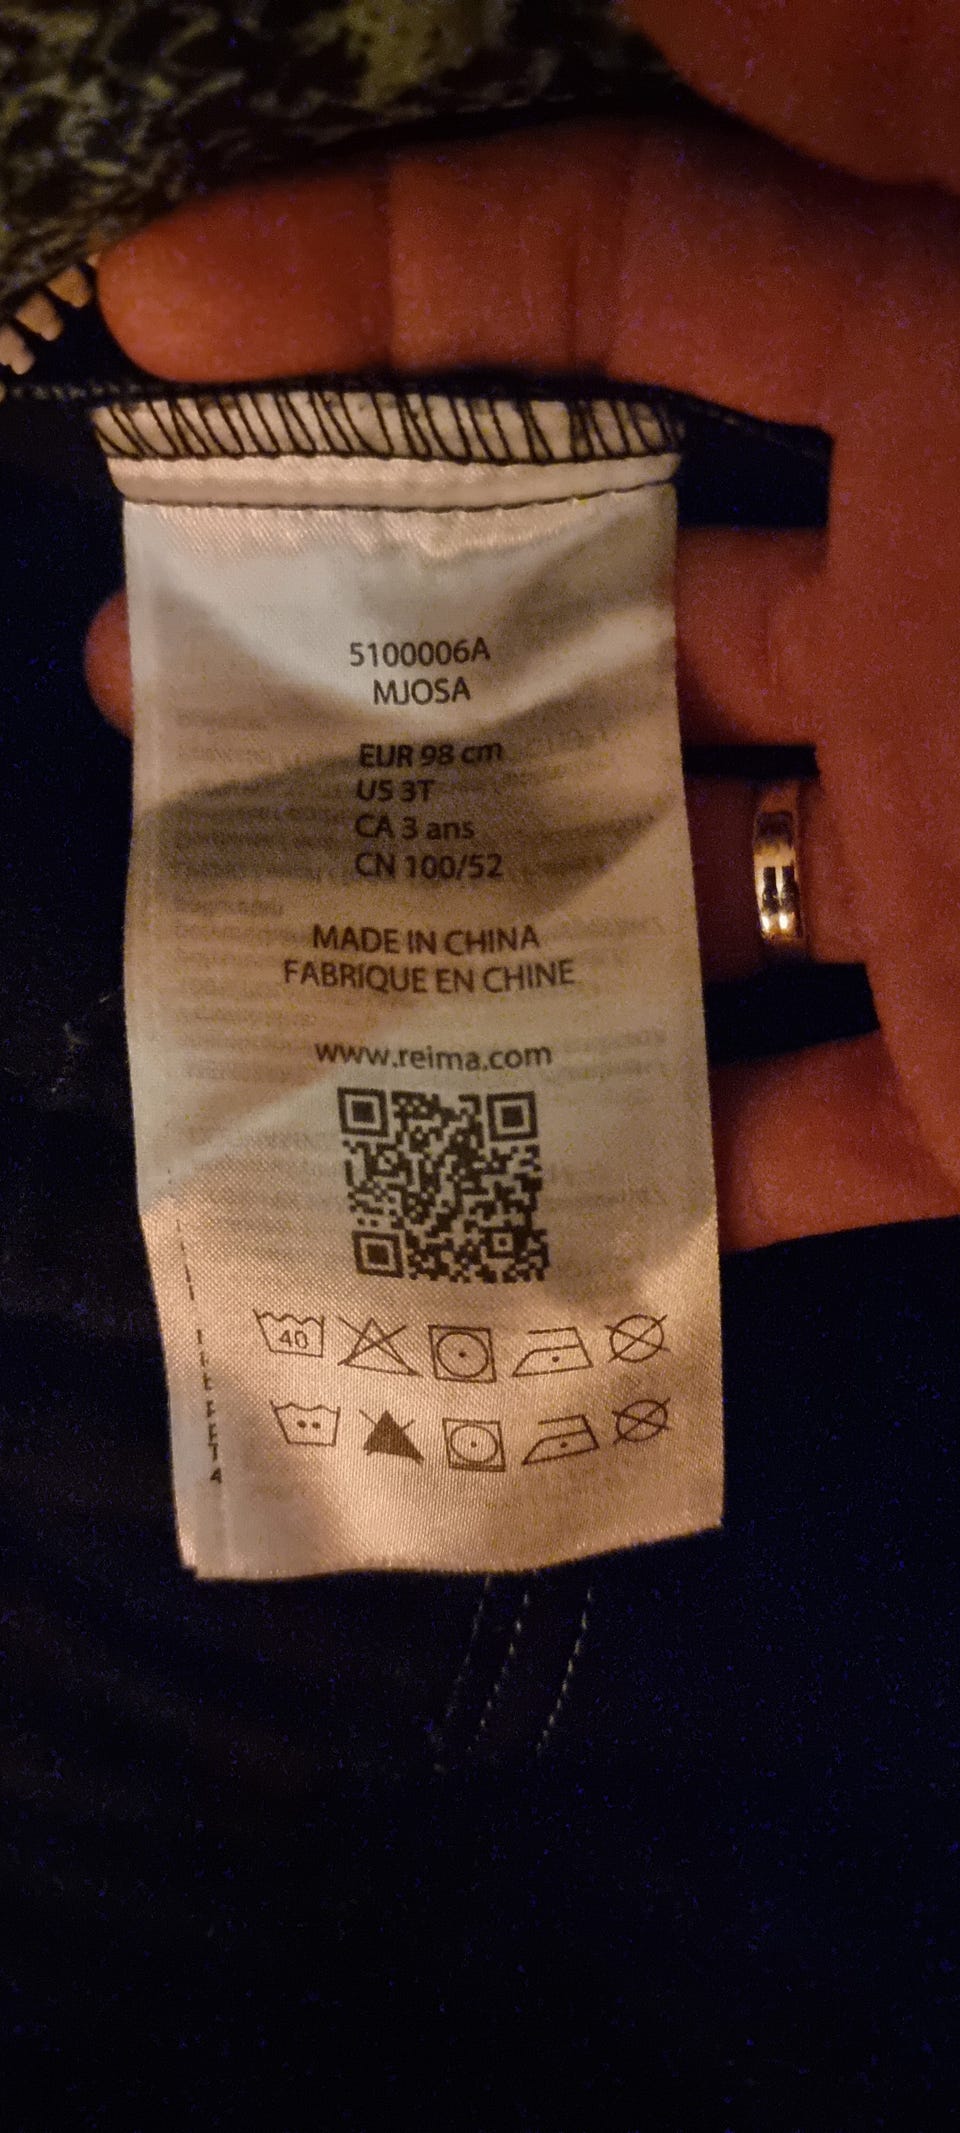 5100006A
MJOSA
EUR 98 cm
US 3T
CA 3 ans
CN 100/52
MADE IN CHINA
FABRIQUE EN CHINE
www.reima.com
40